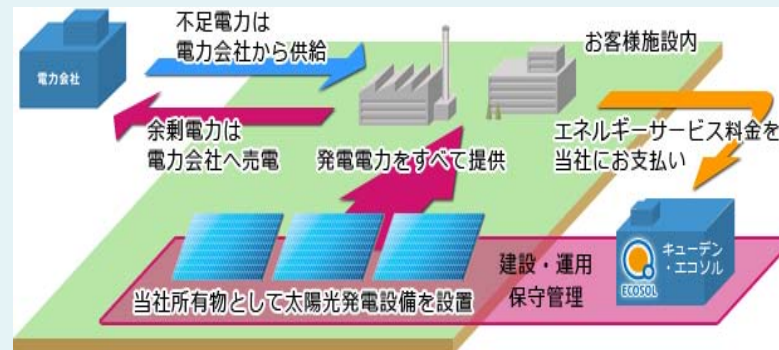 不足電力は
電力会社から供給
お客様施設内
電力会社
余剰電力は
電力会社へ売電
発電電力をすべて提供
エネルギーサービス料金を
当社にお支払い
建設・運用
保守管理
キューデン
・エコソル
ECOSOL
当社所有物として太陽光発電設備を設置